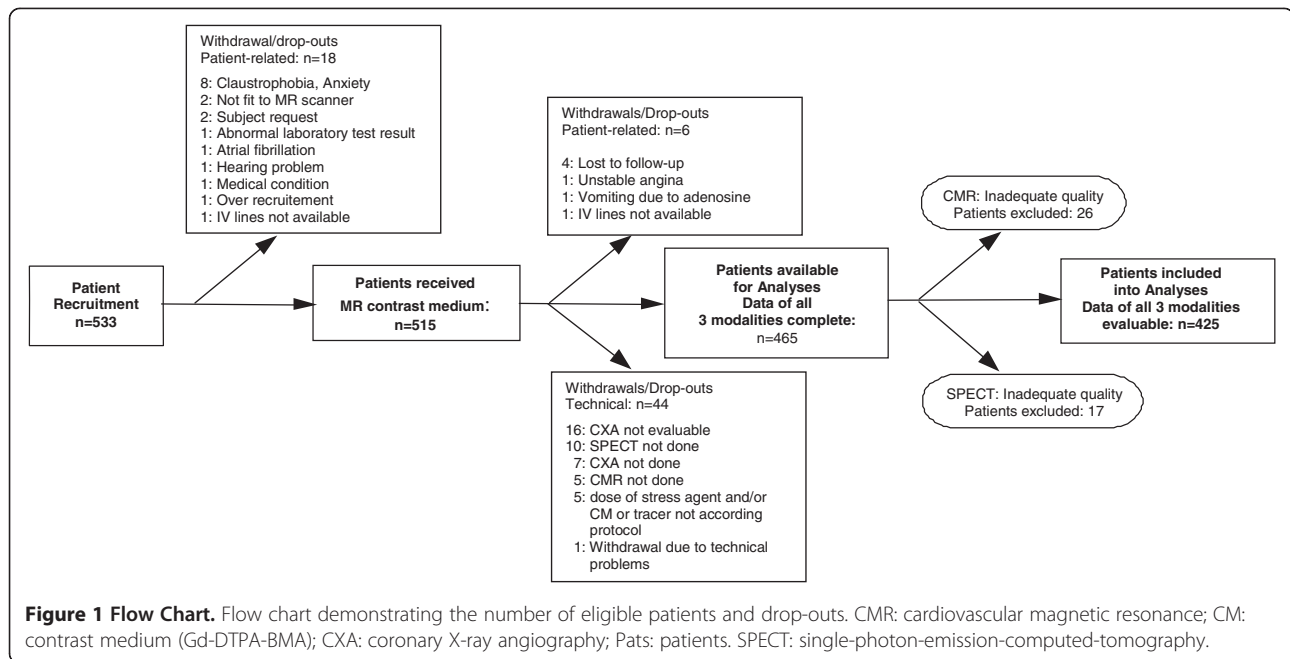 Withdrawal/drop-outs
Patient-related: n=18
8: Claustrophobia, Anxiety
2: Not fit to MR scanner
2: Subject request
1: Abnormal laboratory test result
1: Atrial fibrillation
1: Hearing problem
1: Medical condition
1: Over recruitement
1: IV lines not available
Patient
Recruitment
n=533
Patients received
MR contrast medium:
n=515
Withdrawals/Drop-outs
Patient-related: n=6
4: Lost to follow-up
1: Unstable angina
1: Vomiting due to adenosine
1: IV lines not available
Withdrawals/Drop-outs
Technical: n=44
16: CXA not evaluable
10: SPECT not done
7: CXA not done
5: CMR not done
5: dose of stress agent and/or
CM or tracer not according
protocol
1: Withdrawal due to technical
problems
Patients available
for Analyses
Data of all
3 modalities complete:
n=465
CMR: Inadequate quality
Patients excluded: 26
SPECT: Inadequate quality
Patients excluded: 17
Patients included
into Analyses
Data of all 3 modalities
evaluable: n=425
Figure 1 Flow Chart. Flow chart demonstrating the number of eligible patients and drop-outs. CMR: cardiovascular magnetic resonance; CM:
contrast medium (Gd-DTPA-BMA); CXA: coronary X-ray angiography; Pats: patients. SPECT: single-photon-emission-computed-tomography.